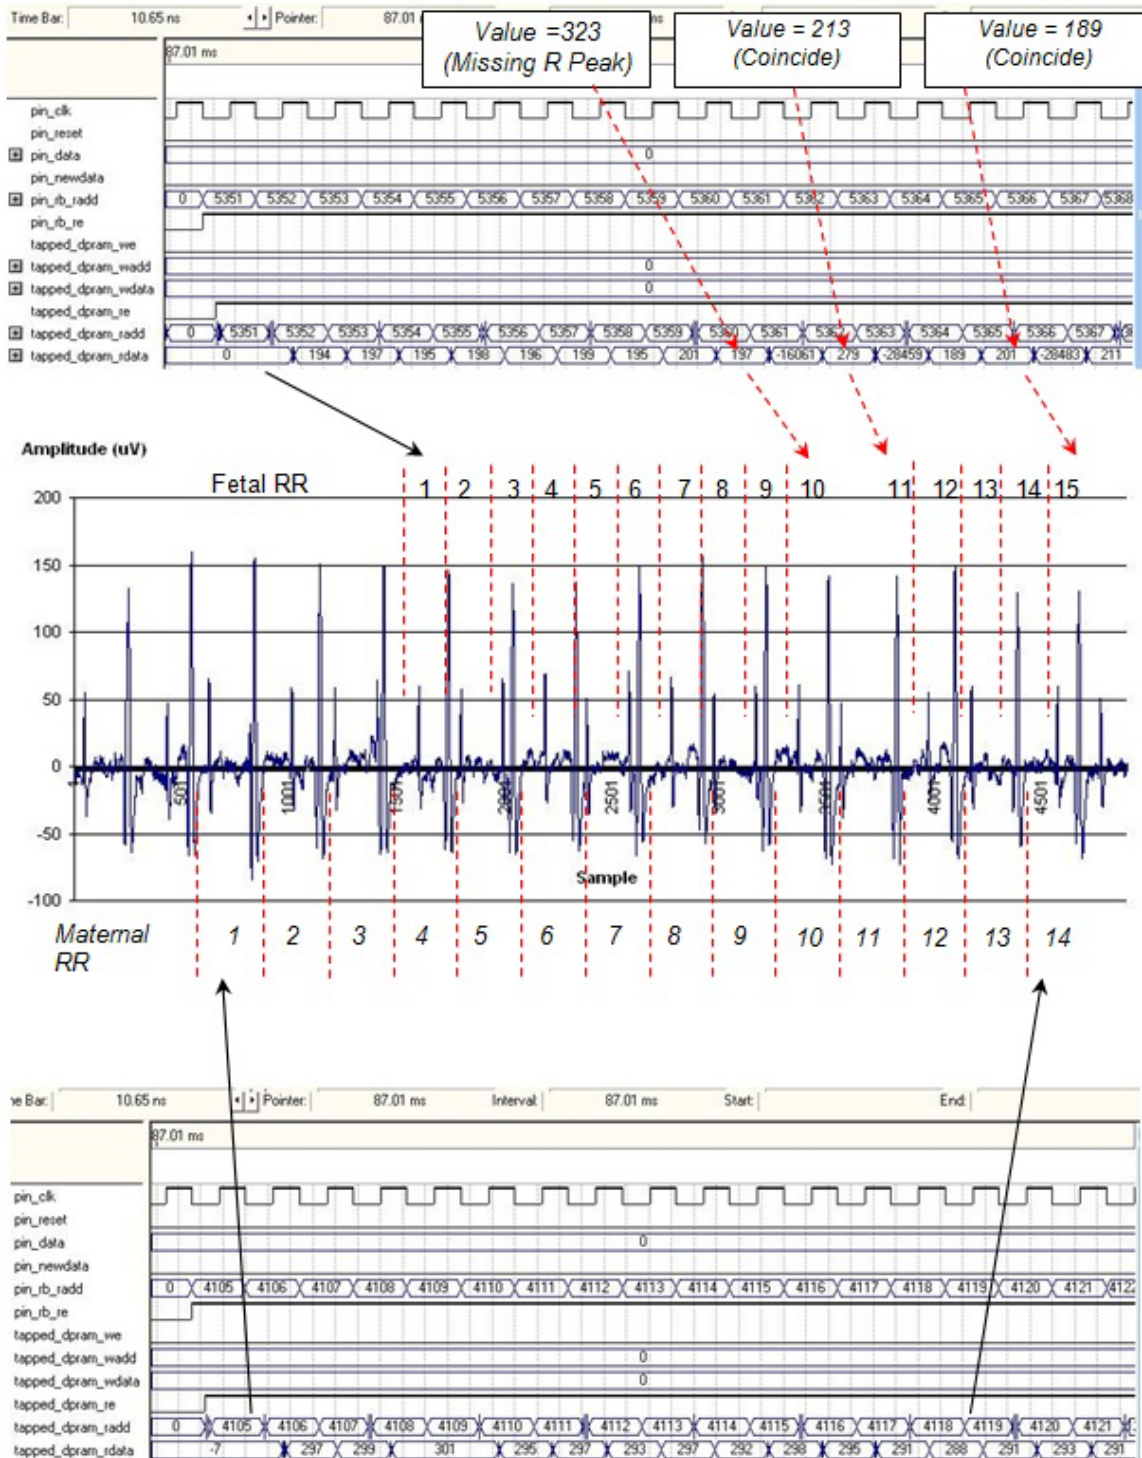 Time Bar: 10.65 ns Pointer: 87.01 ns
Value =323
(Missing R Peak)
Value = 213
(Coincide)
Value = 189
(Coincide)
87.01 ms
pin_clk
pin_reset
pin_data 0
pin_newdata
pin_rb_radd 0 5351 5352 5353 5354 5355 5356 5357 5358 5359 5360 5361 5362 5363 5364 5365 5366 5367 5368
pin_rb_re
tapped_dpram_we
tapped_dpram_wadd 0
tapped_dpram_wdata 0
tapped_dpram_re
tapped_dpram_radd 0 5351 5352 5353 5354 5355 5356 5357 5358 5359 5360 5361 5362 5363 5364 5365 5366 5367
tapped_dpram_rdata 0 194 197 195 198 196 199 195 201 197 -16061 279 -28459 189 201 -28483 211
Amplitude (uV)
Fetal RR 1 2 3 4 5 6 7 8 9 10 11 12 13 14 15
200
150
100
50
0
501 1001 1501 2001 2501 3001 3501 4001 4501
-50
Sample
-100
Maternal
RR
1 2 3 4 5 6 7 8 9 10 11 12 13 14
Bar: 10.65 ns Pointer: 87.01 ms Interval: 87.01 ms Start: End:
87.01 ms
pin_clk
pin_reset
pin_data 0
pin_newdata
pin_rb_radd 0 4105 4106 4107 4108 4109 4110 4111 4112 4113 4114 4115 4116 4117 4118 4119 4120 4121 4122
pin_rb_re
tapped_dpram_we
tapped_dpram_wadd 0
tapped_dpram_wdata 0
tapped_dpram_re
tapped_dpram_radd 0 4105 4106 4107 4108 4109 4110 4111 4112 4113 4114 4115 4116 4117 4118 4119 4120 4121
tapped_dpram_rdata -7 297 299 301 295 297 293 297 292 298 295 291 288 291 293 291